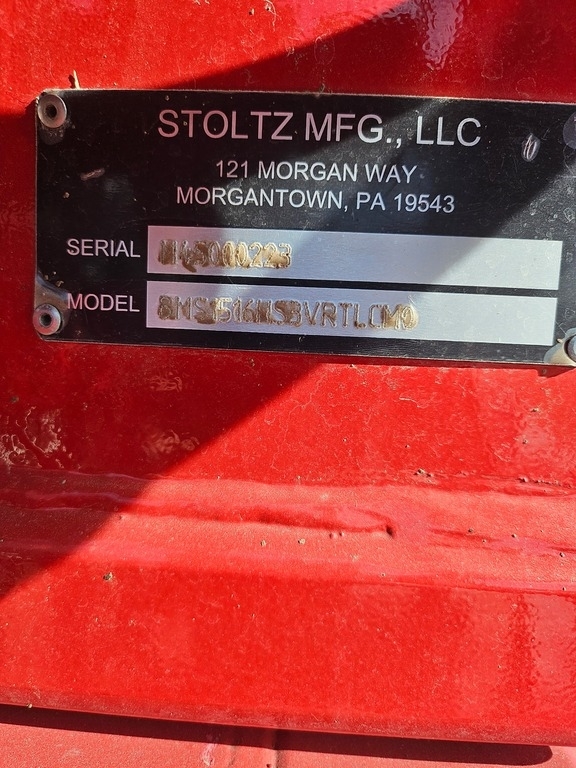 STOLTZ MFG., LLC
121 MORGAN WAY
MORGANTOWN, PA 19543
SERIAL
MODEL